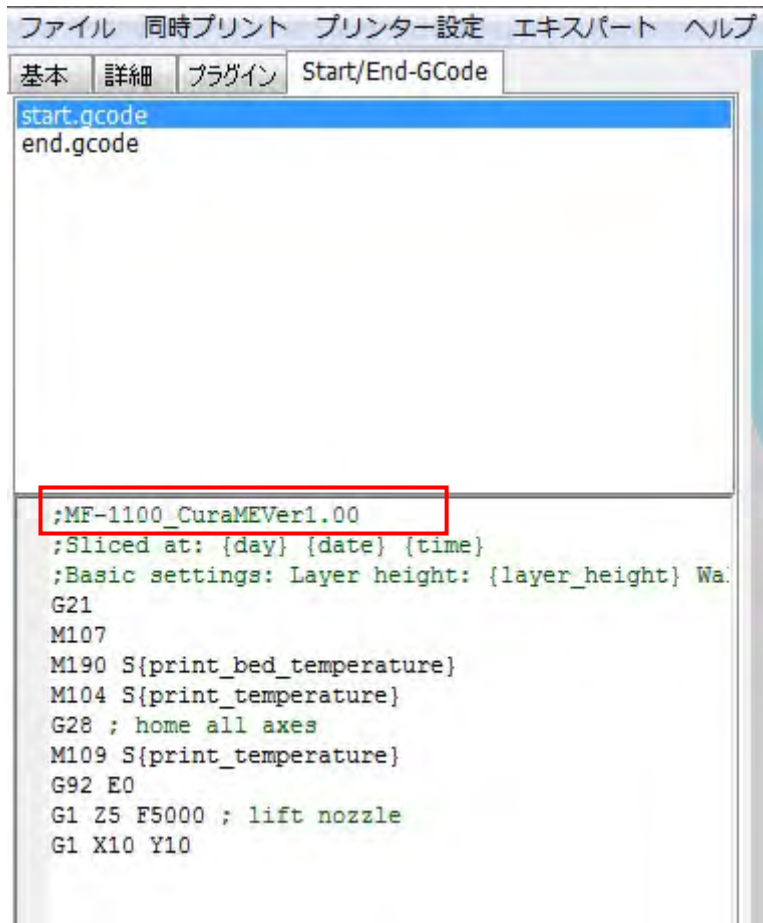 ファイル 同時プリント プリンター設定 エキスパート ヘルプ
基本 詳細 プラグイン Start/End-GCode
start.gcode
end.gcode
;MF-1100_CuraMEVer1.00
;Sliced at: {day} {date} {time}
;Basic settings: Layer height: {layer_height}
G21
M107
M190 S{print_bed_temperature}
M104 S{print_temperature}
G28 ; home all axes
M109 S{print_temperature}
G92 E0
G1 Z5 F5000 ; lift nozzle
G1 X10 Y10